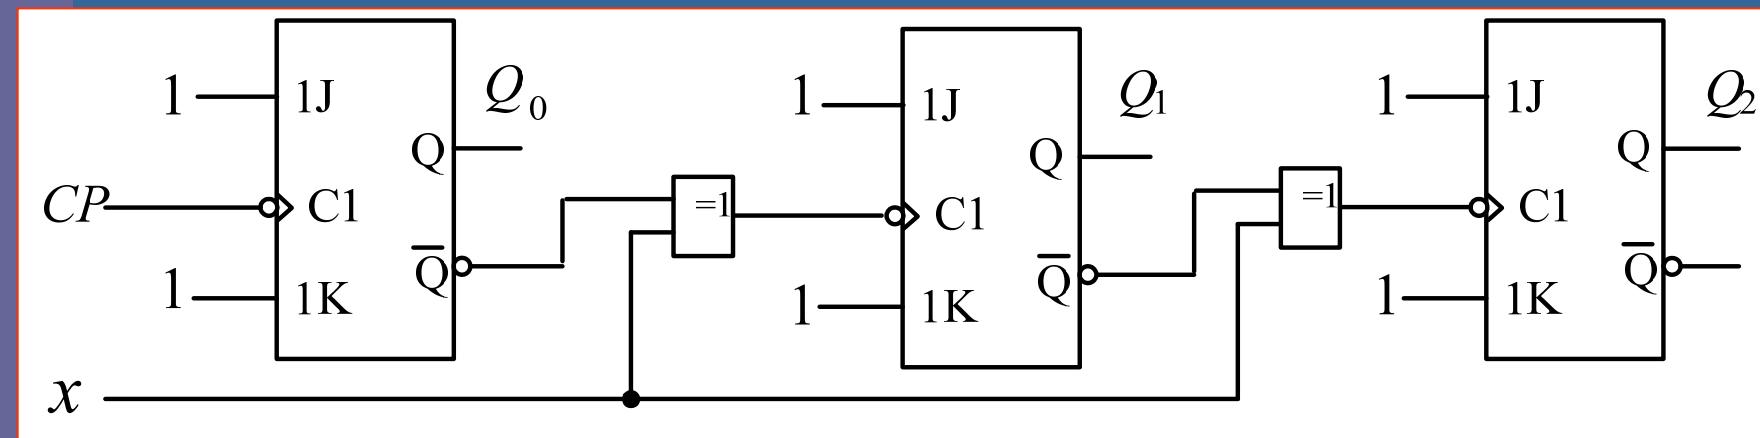 1 1J Q0 1 1J Q1 1 1J Q2
Q Q Q
=1 =1
CP C1 C1 C1
Q̅ Q̅ Q̅
1 1K 1 1K 1 1K
x